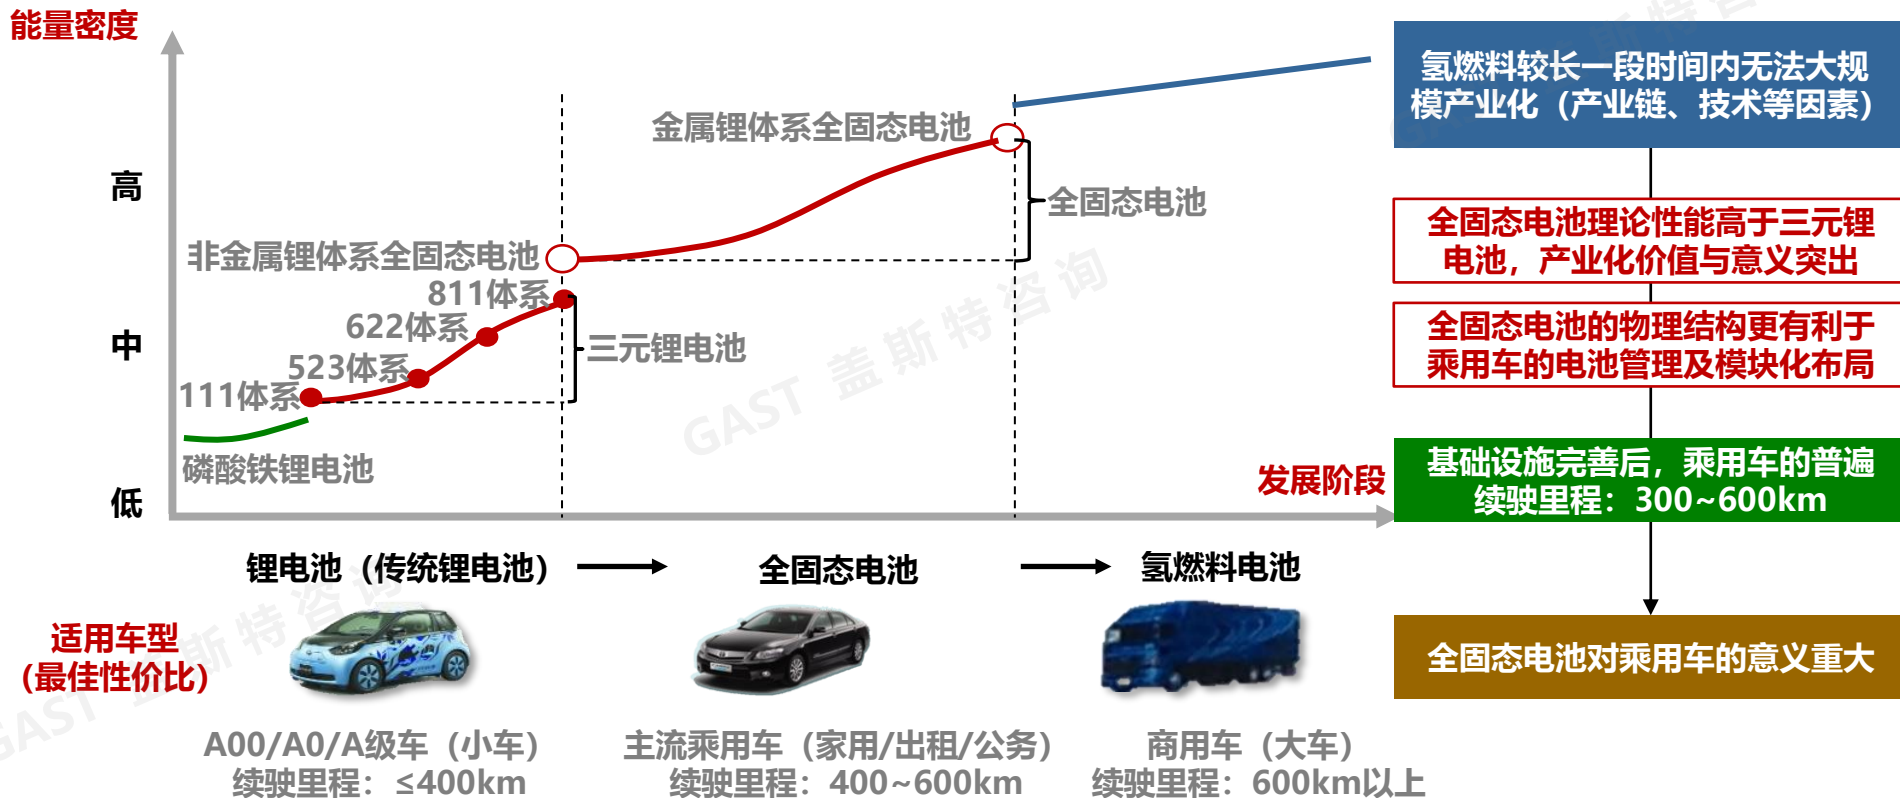 能量密度
高
中
低
金属锂体系全固态电池
全固态电池
非金属锂体系全固态电池
811体系
622体系
523体系
111体系
三元锂电池
磷酸铁锂电池
发展阶段
锂电池（传统锂电池）
全固态电池
氢燃料电池
适用车型
（最佳性价比）
A00/A0/A级车（小车）
续驶里程：≤400km
主流乘用车（家用/出租/公务）
续驶里程：400~600km
商用车（大车）
续驶里程：600km以上
氢燃料较长一段时间内无法大规
模产业化（产业链、技术等因素）
全固态电池理论性能高于三元锂
电池，产业化价值与意义突出
全固态电池的物理结构更有利于
乘用车的电池管理及模块化布局
基础设施完善后，乘用车的普遍
续驶里程：300~600km
全固态电池对乘用车的意义重大
GAST 盖斯特咨询
GAST 盖斯特咨询